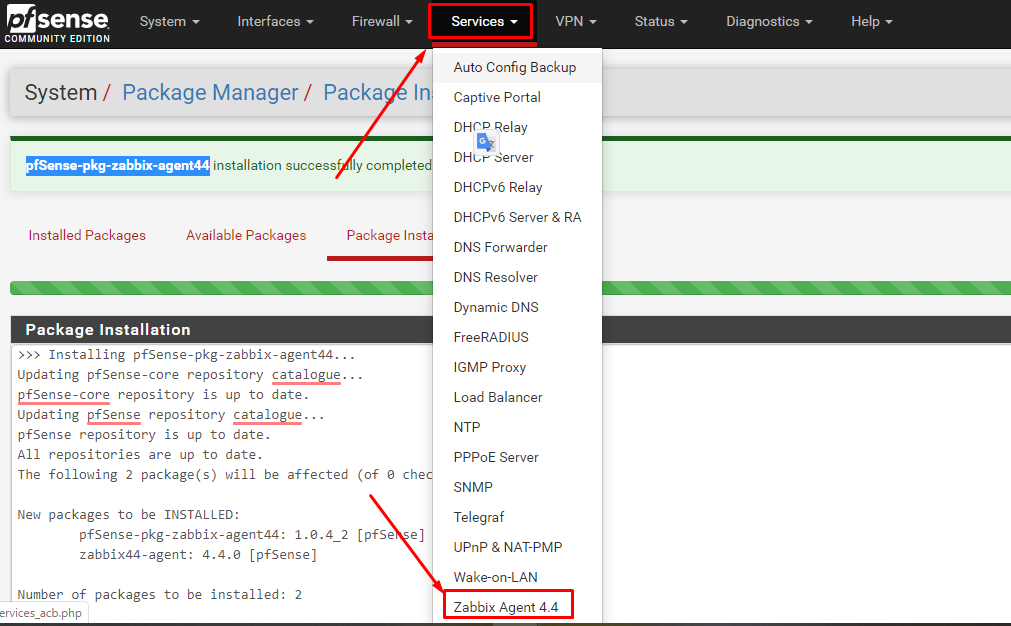 pfsense
COMMUNITY EDITION
System
Interfaces
Firewall
Services
VPN
Status
Diagnostics
Help
System / Package Manager / Package In
pfSense-pkg-zabbix-agent44 installation successfully completed
Installed Packages
Available Packages
Package Insta
Package Installation
>>> Installing pfSense-pkg-zabbix-agent44...
Updating pfSense-core repository catalogue...
pfSense-core repository is up to date.
Updating pfSense repository catalogue...
pfSense repository is up to date.
All repositories are up to date.
The following 2 package(s) will be affected (of 0 chec
New packages to be INSTALLED:
pfSense-pkg-zabbix-agent44: 1.0.4_2 [pfSense]
zabbix44-agent: 4.4.0 [pfSense]
Number of packages to be installed: 2
ervices_acb.php
Auto Config Backup
Captive Portal
DHCP Relay
DHCP Server
DHCPv6 Relay
DHCPv6 Server & RA
DNS Forwarder
DNS Resolver
Dynamic DNS
FreeRADIUS
IGMP Proxy
Load Balancer
NTP
PPPoE Server
SNMP
Telegraf
UPnP & NAT-PMP
Wake-on-LAN
Zabbix Agent 4.4